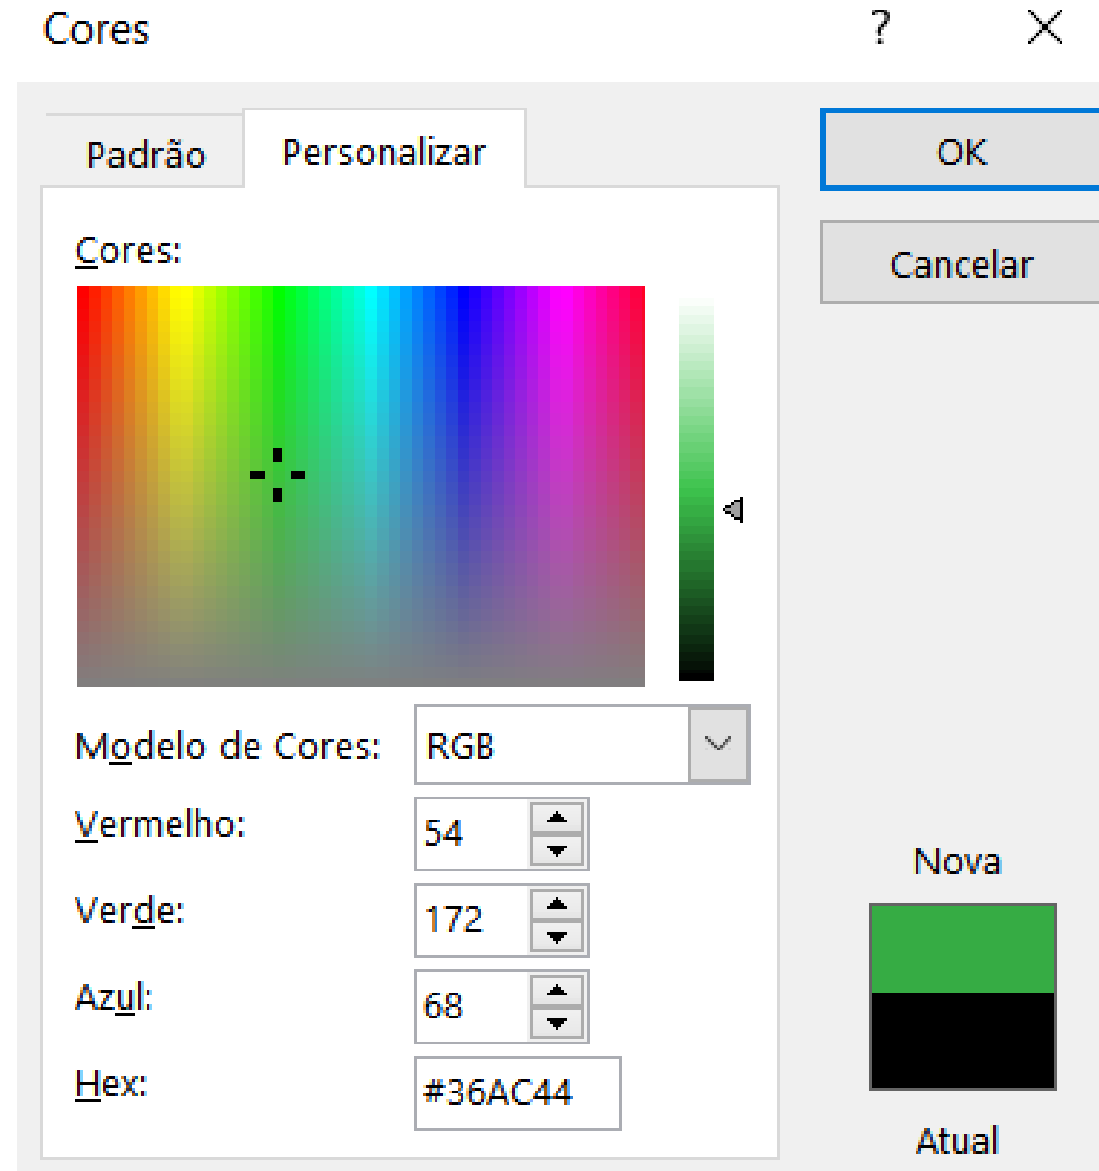 Cores ?
Padrão Personalizar
OK
Cancelar
Cores:
Modelo de Cores: RGB
Vermelho: 54
Verde: 172
Azul: 68
Hex: #36AC44
Nova
Atual